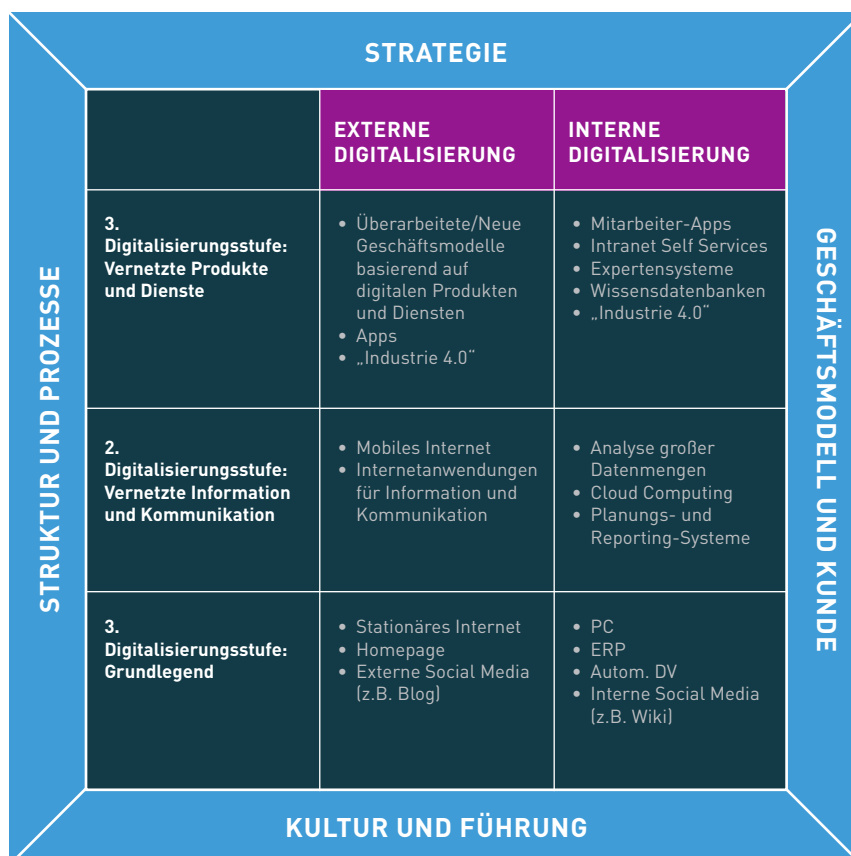 STRATEGIE
STRUKTUR UND PROZESSE
EXTERNE
DIGITALISIERUNG
INTERNE
DIGITALISIERUNG
3.
Digitalisierungsstufe:
Vernetzte Produkte
und Dienste
• Überarbeitete/Neue
Geschäftsmodelle
basierend auf
digitalen Produkten
und Diensten
• Apps
• „Industrie 4.0“
• Mitarbeiter-Apps
• Intranet Self Services
• Expertensysteme
• Wissensdatenbanken
• „Industrie 4.0“
2.
Digitalisierungsstufe:
Vernetzte Information
und Kommunikation
• Mobiles Internet
• Internetanwendungen
für Information und
Kommunikation
• Analyse großer
Datenmengen
• Cloud Computing
• Planungs- und
Reporting-Systeme
3.
Digitalisierungsstufe:
Grundlegend
• Stationäres Internet
• Homepage
• Externe Social Media
(z.B. Blog)
• PC
• ERP
• Autom. DV
• Interne Social Media
(z.B. Wiki)
GESCHÄFTSMODELL UND KUNDE
KULTUR UND FÜHRUNG